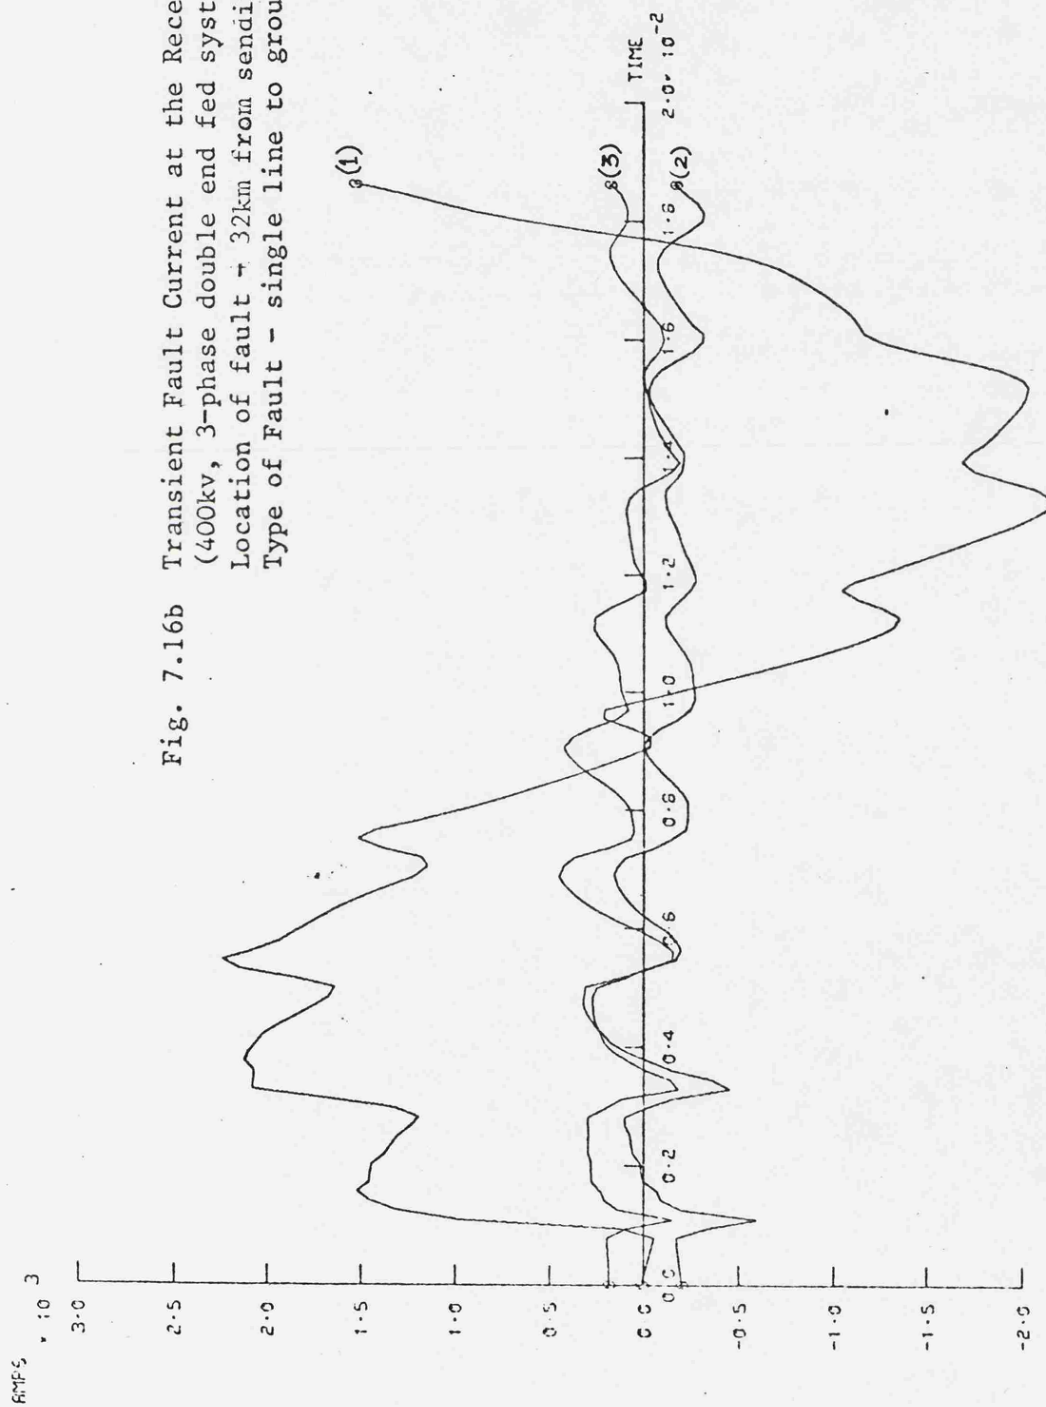 Fig. 7.16b Transient Fault Current at the Rece
(400kv, 3-phase double end fed syst
Location of fault - 32km from sendi
Type of Fault - single line to grou
AMPS × 10 3
3·0
2·5
2·0
1·5
1·0
0·5
0·0
-0·5
-1·0
-1·5
-2·0
0·0 0·2 0·4 0·6 0·8 1·0 1·2 1·4 1·6 1·8 2·0 × 10 -2
TIME
(1)
(3)
(2)